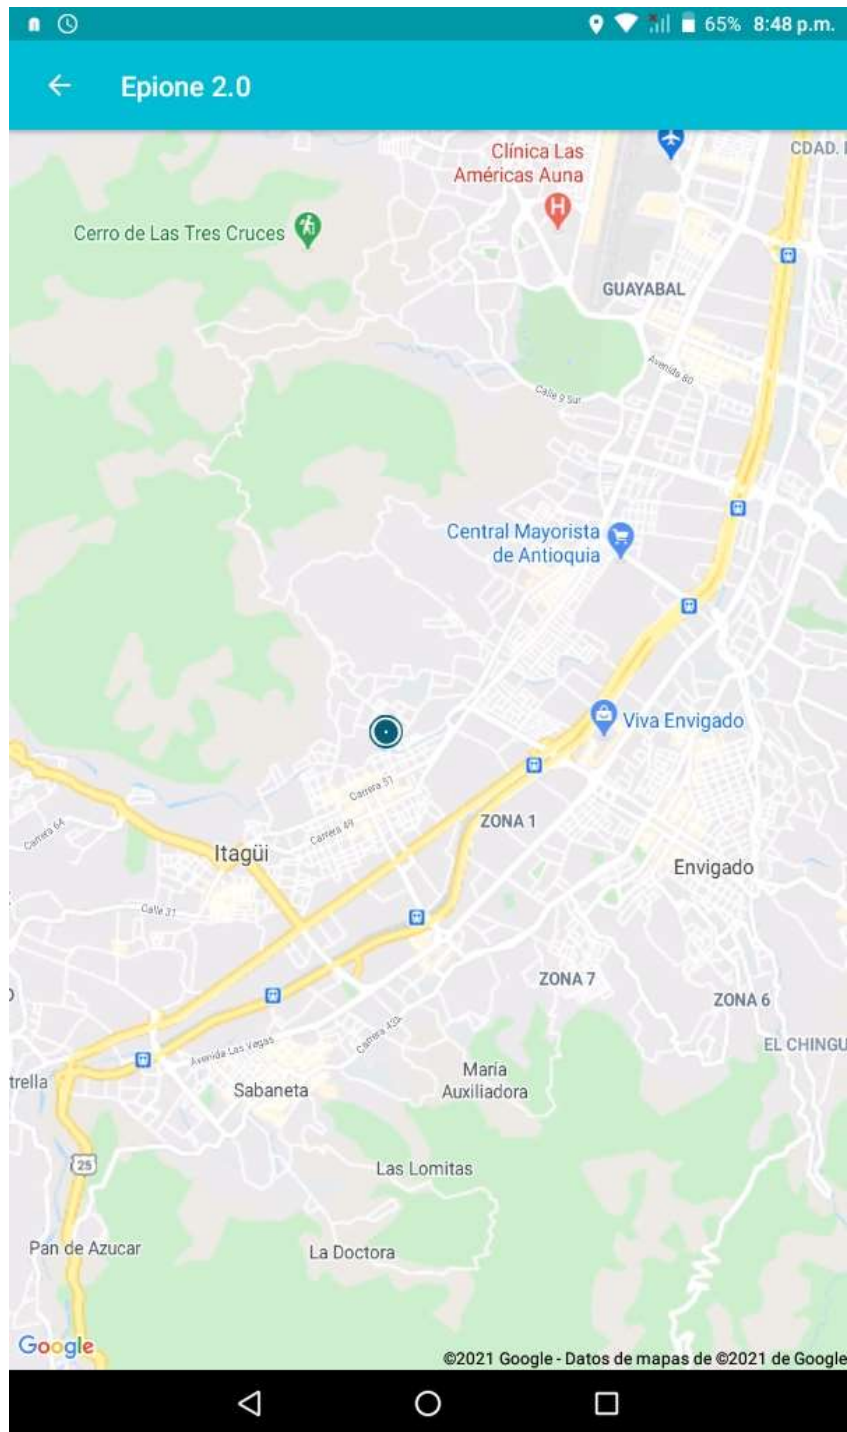 65% 8:48 p.m.
Epione 2.0
Clínica Las
Américas Auna
H
Cerro de Las Tres Cruces
GUAYABAL
Avenida 80
Calle 9 Sur
Central Mayorista
de Antioquia
Viva Envigado
Carrera 51
ZONA 1
Carrera 64
Carrera 49
Itagüi
Envigado
Calle 31
ZONA 7
ZONA 6
EL CHINGU
Avenida Las Vegas
Carrera 43A
María
Auxiliadora
trella
Sabaneta
25
Las Lomitas
Pan de Azucar
La Doctora
Google
©2021 Google - Datos de mapas de ©2021 de Google